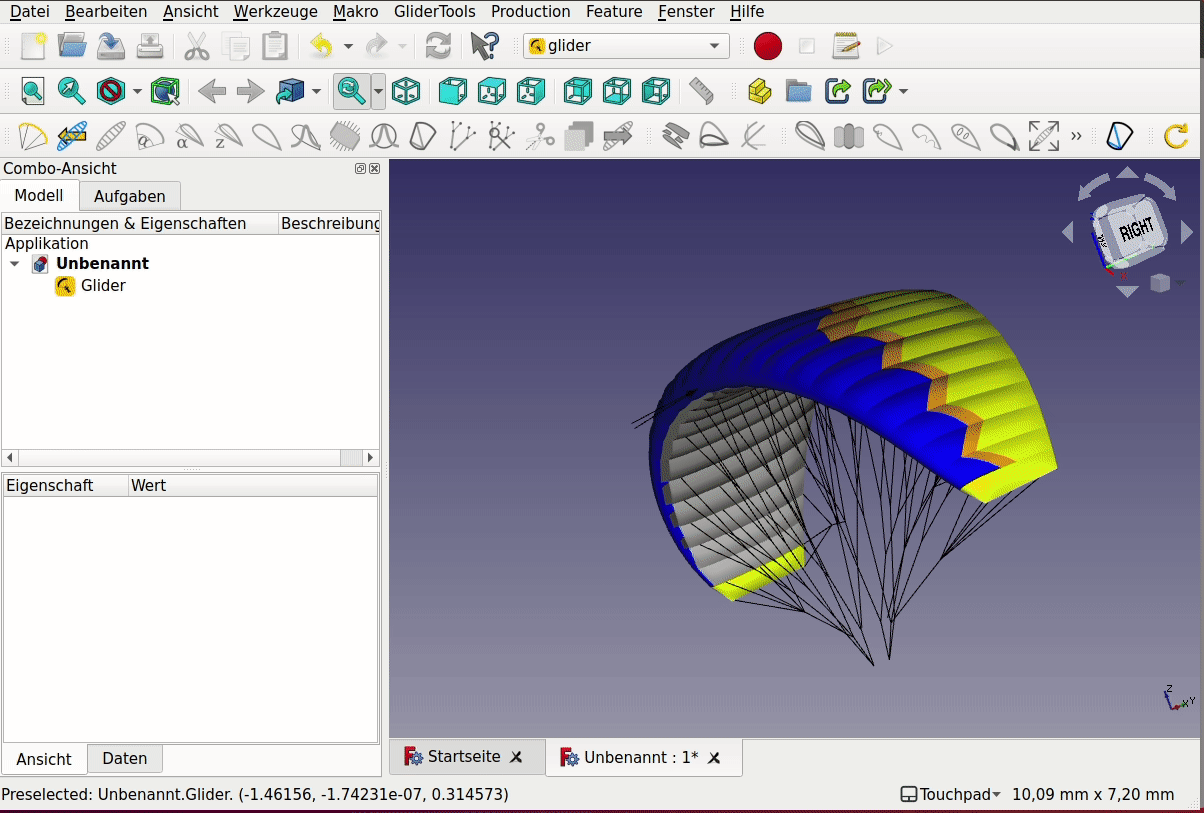 Datei Bearbeiten Ansicht Werkzeuge Makro GliderTools Production Feature Fenster Hilfe
glider
Combo-Ansicht
Modell Aufgaben
Bezeichnungen & Eigenschaften Beschreibung
Applikation
Unbenannt
Glider
RIGHT
Eigenschaft Wert
Z
X Y
Ansicht Daten
Startseite Unbenannt : 1*
Preselected: Unbenannt.Glider. (-1.46156, -1.74231e-07, 0.314573) Touchpad 10,09 mm x 7,20 mm